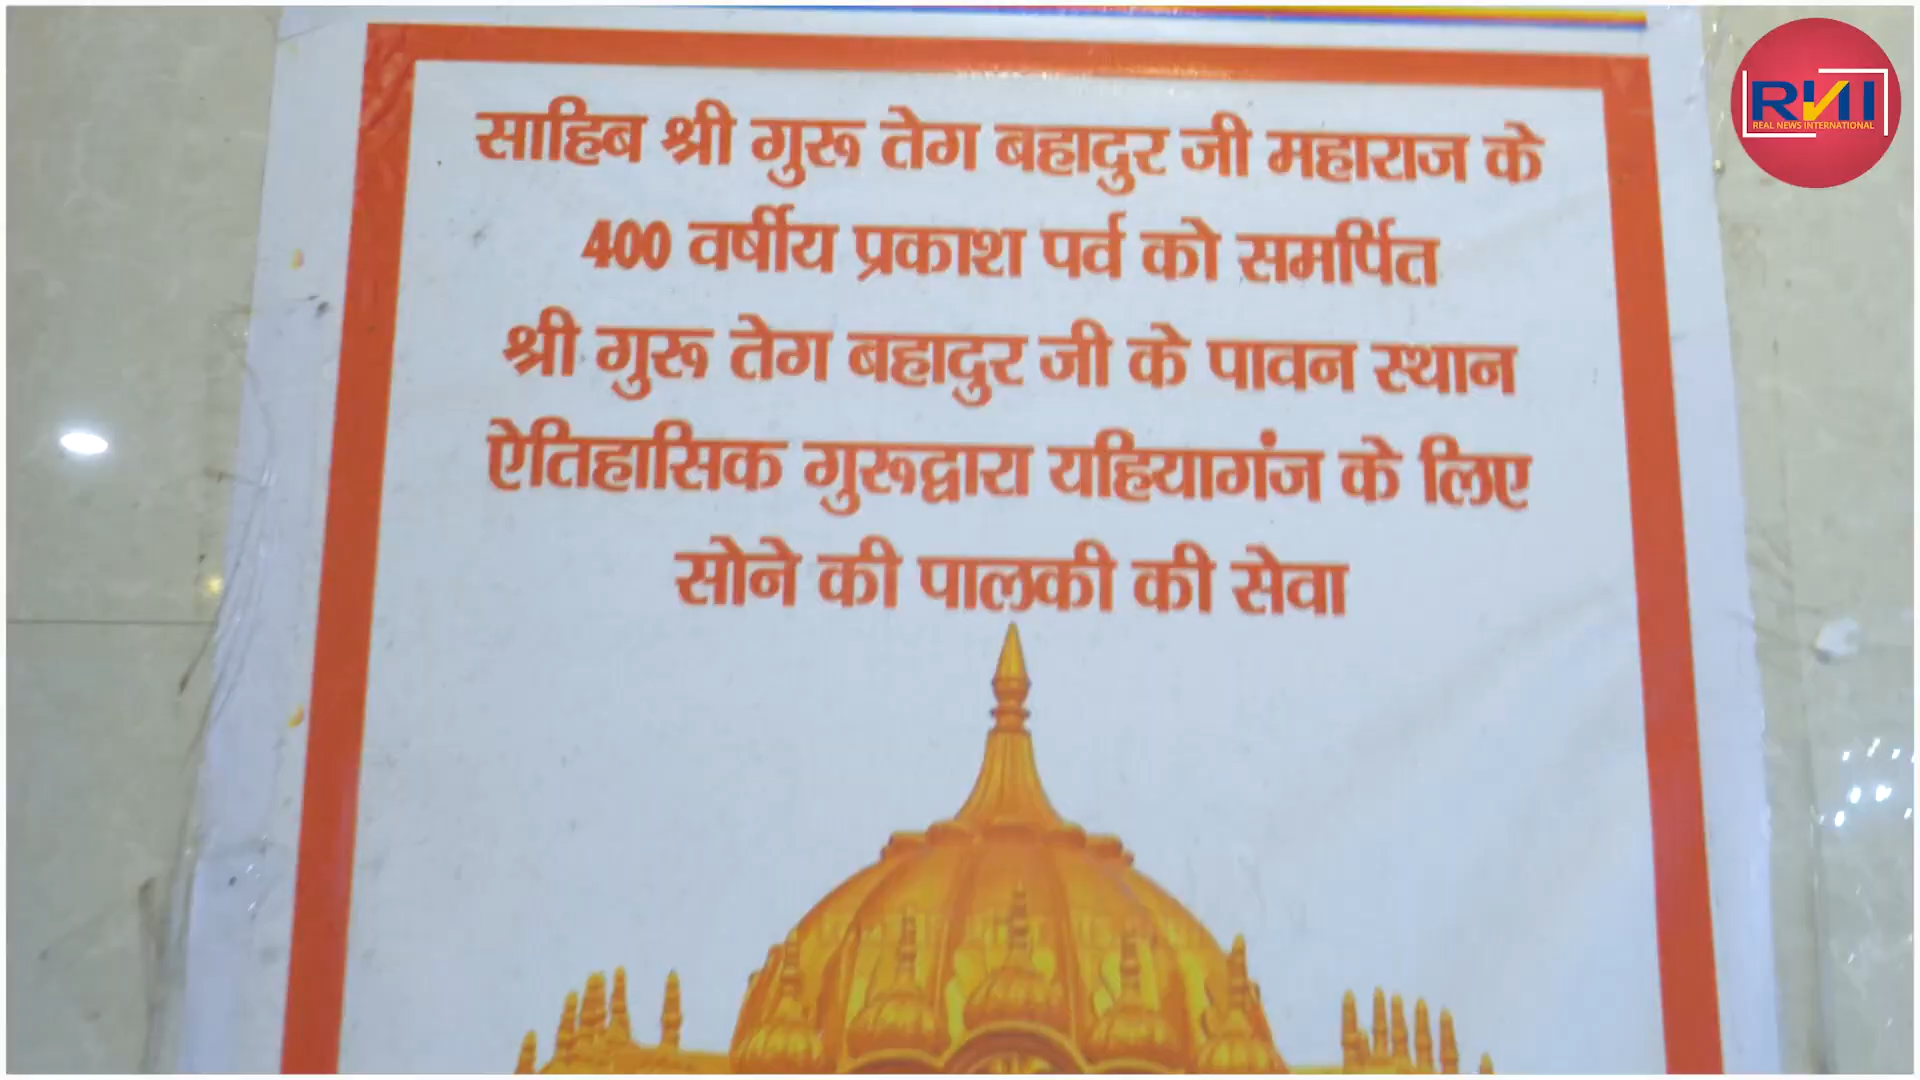 साहिब श्री गुरू तेग बहादुर जी महाराज के
400 वर्षीय प्रकाश पर्व को समर्पित
श्री गुरू तेग बहादुर जी के पावन स्थान
ऐतिहासिक गुरूद्वारा यहियागंज के लिए
सोने की पालकी की सेवा
RNI
REAL NEWS INTERNATIONAL